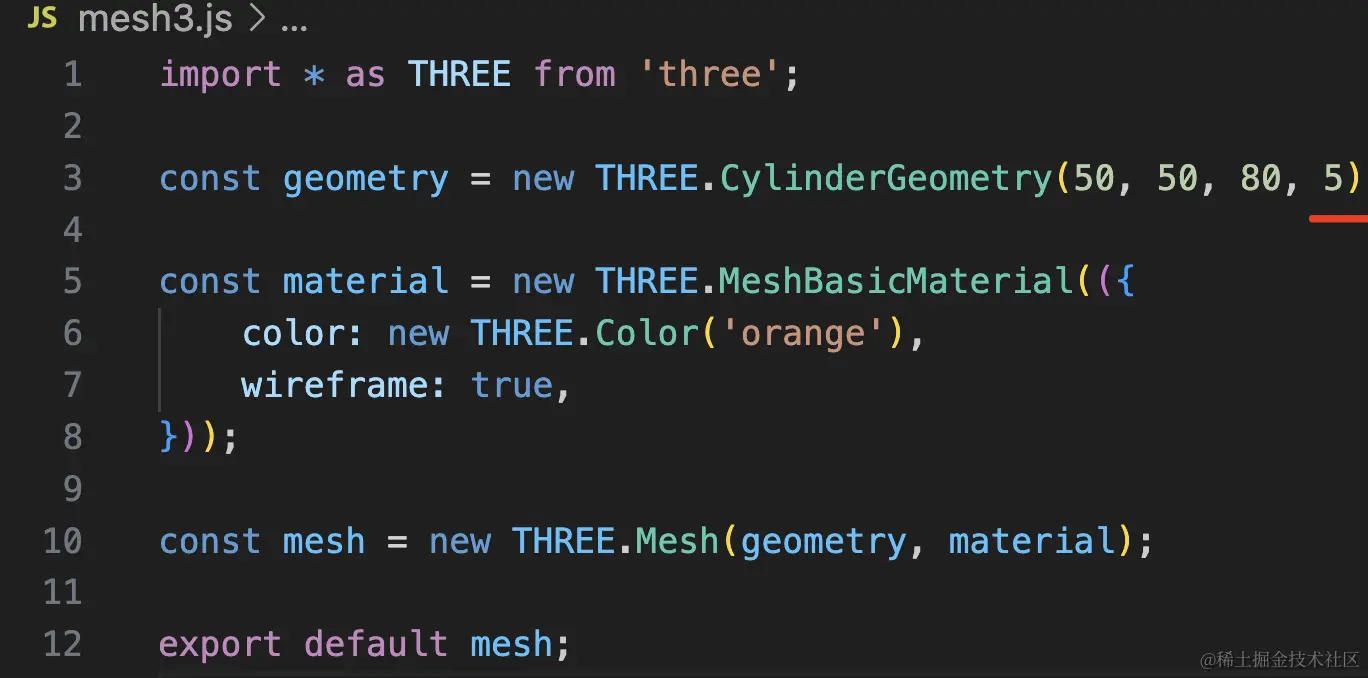 JS mesh3.js > ...
1 import * as THREE from 'three';
2
3 const geometry = new THREE.CylinderGeometry(50, 50, 80, 5)
4
5 const material = new THREE.MeshBasicMaterial(({
6     color: new THREE.Color('orange'),
7     wireframe: true,
8 }));
9
10 const mesh = new THREE.Mesh(geometry, material);
11
12 export default mesh;
@稀土掘金技术社区